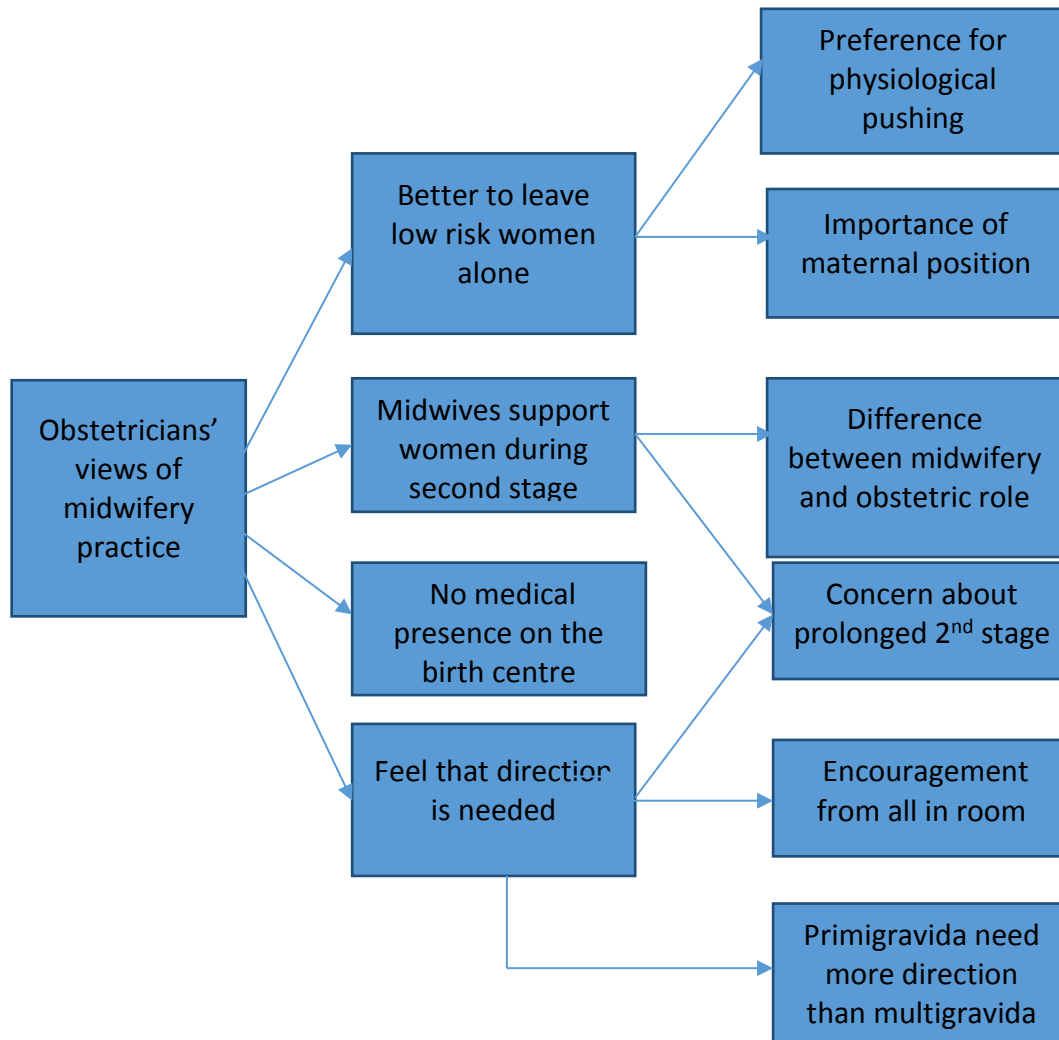 Preference for
physiological
pushing
Better to leave
low risk women
alone
Importance of
maternal position
Obstetricians’
views of
midwifery
practice
Midwives support
women during
second stage
Difference
between midwifery
and obstetric role
No medical
presence on the
birth centre
Concern about
prolonged 2nd stage
Feel that direction
is needed
Encouragement
from all in room
Primigravida need
more direction
than multigravida